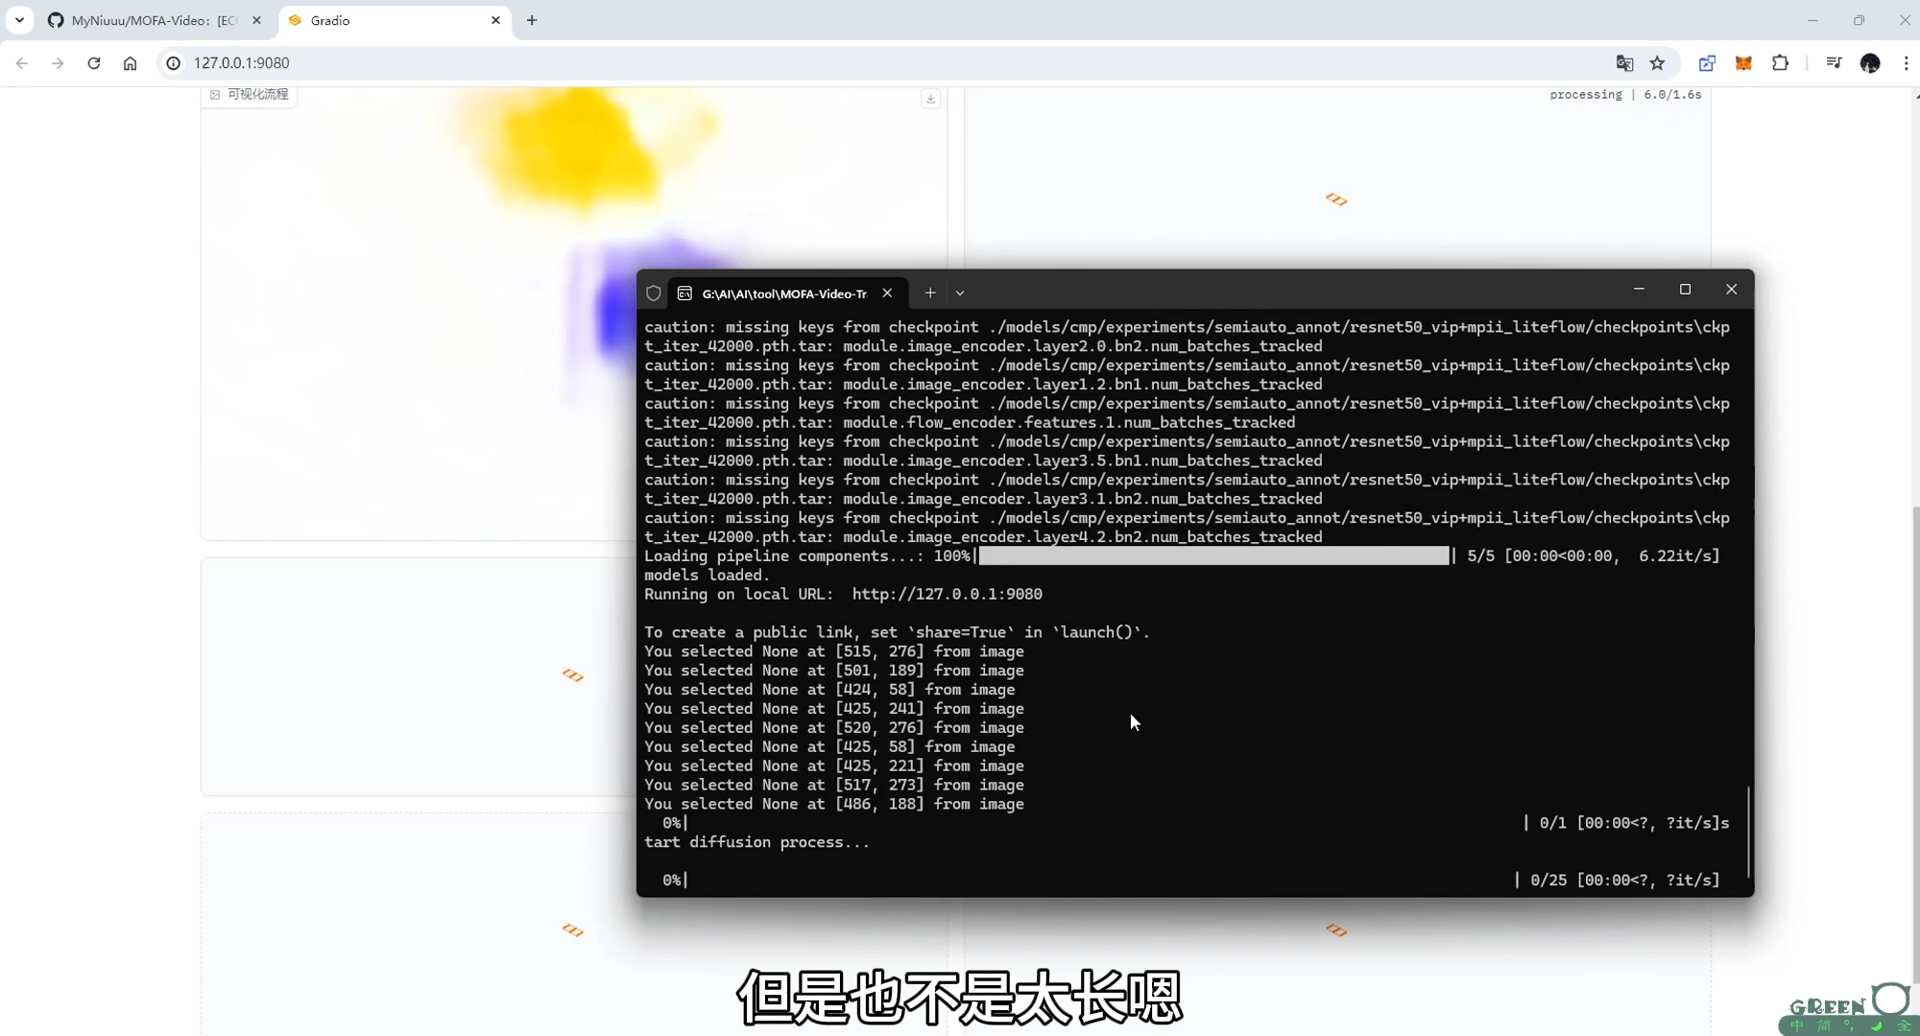 MyNiuuu/MOFA-Video: [EC
Gradio
127.0.0.1:9080
可视化流程
processing | 6.0/1.6s
G:\AI\AI\tool\MOFA-Video-Tr
caution: missing keys from checkpoint ./models/cmp/experiments/semiauto_annot/resnet50_vip+mpii_liteflow/checkpoints\ckp
t_iter_42000.pth.tar: module.image_encoder.layer2.0.bn2.num_batches_tracked
caution: missing keys from checkpoint ./models/cmp/experiments/semiauto_annot/resnet50_vip+mpii_liteflow/checkpoints\ckp
t_iter_42000.pth.tar: module.image_encoder.layer1.2.bn1.num_batches_tracked
caution: missing keys from checkpoint ./models/cmp/experiments/semiauto_annot/resnet50_vip+mpii_liteflow/checkpoints\ckp
t_iter_42000.pth.tar: module.flow_encoder.features.1.num_batches_tracked
caution: missing keys from checkpoint ./models/cmp/experiments/semiauto_annot/resnet50_vip+mpii_liteflow/checkpoints\ckp
t_iter_42000.pth.tar: module.image_encoder.layer3.5.bn1.num_batches_tracked
caution: missing keys from checkpoint ./models/cmp/experiments/semiauto_annot/resnet50_vip+mpii_liteflow/checkpoints\ckp
t_iter_42000.pth.tar: module.image_encoder.layer3.1.bn2.num_batches_tracked
caution: missing keys from checkpoint ./models/cmp/experiments/semiauto_annot/resnet50_vip+mpii_liteflow/checkpoints\ckp
t_iter_42000.pth.tar: module.image_encoder.layer4.2.bn2.num_batches_tracked
Loading pipeline components...: 100%| | 5/5 [00:00<00:00,  6.22it/s]
models loaded.
Running on local URL:  http://127.0.0.1:9080
To create a public link, set `share=True` in `launch()`.
You selected None at [515, 276] from image
You selected None at [501, 189] from image
You selected None at [424, 58] from image
You selected None at [425, 241] from image
You selected None at [520, 276] from image
You selected None at [425, 58] from image
You selected None at [425, 221] from image
You selected None at [517, 273] from image
You selected None at [486, 188] from image
0%| | 0/1 [00:00<?, ?it/s]s
tart diffusion process...
0%| | 0/25 [00:00<?, ?it/s]
但是也不是太长嗯
GREEN
中 简 °, 全